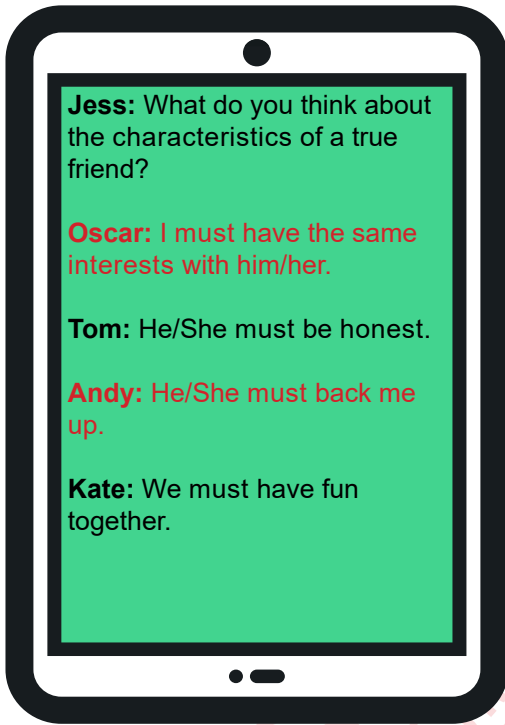 Jess: What do you think about
the characteristics of a true
friend?
Oscar: I must have the same
interests with him/her.
Tom: He/She must be honest.
Andy: He/She must back me
up.
Kate: We must have fun
together.